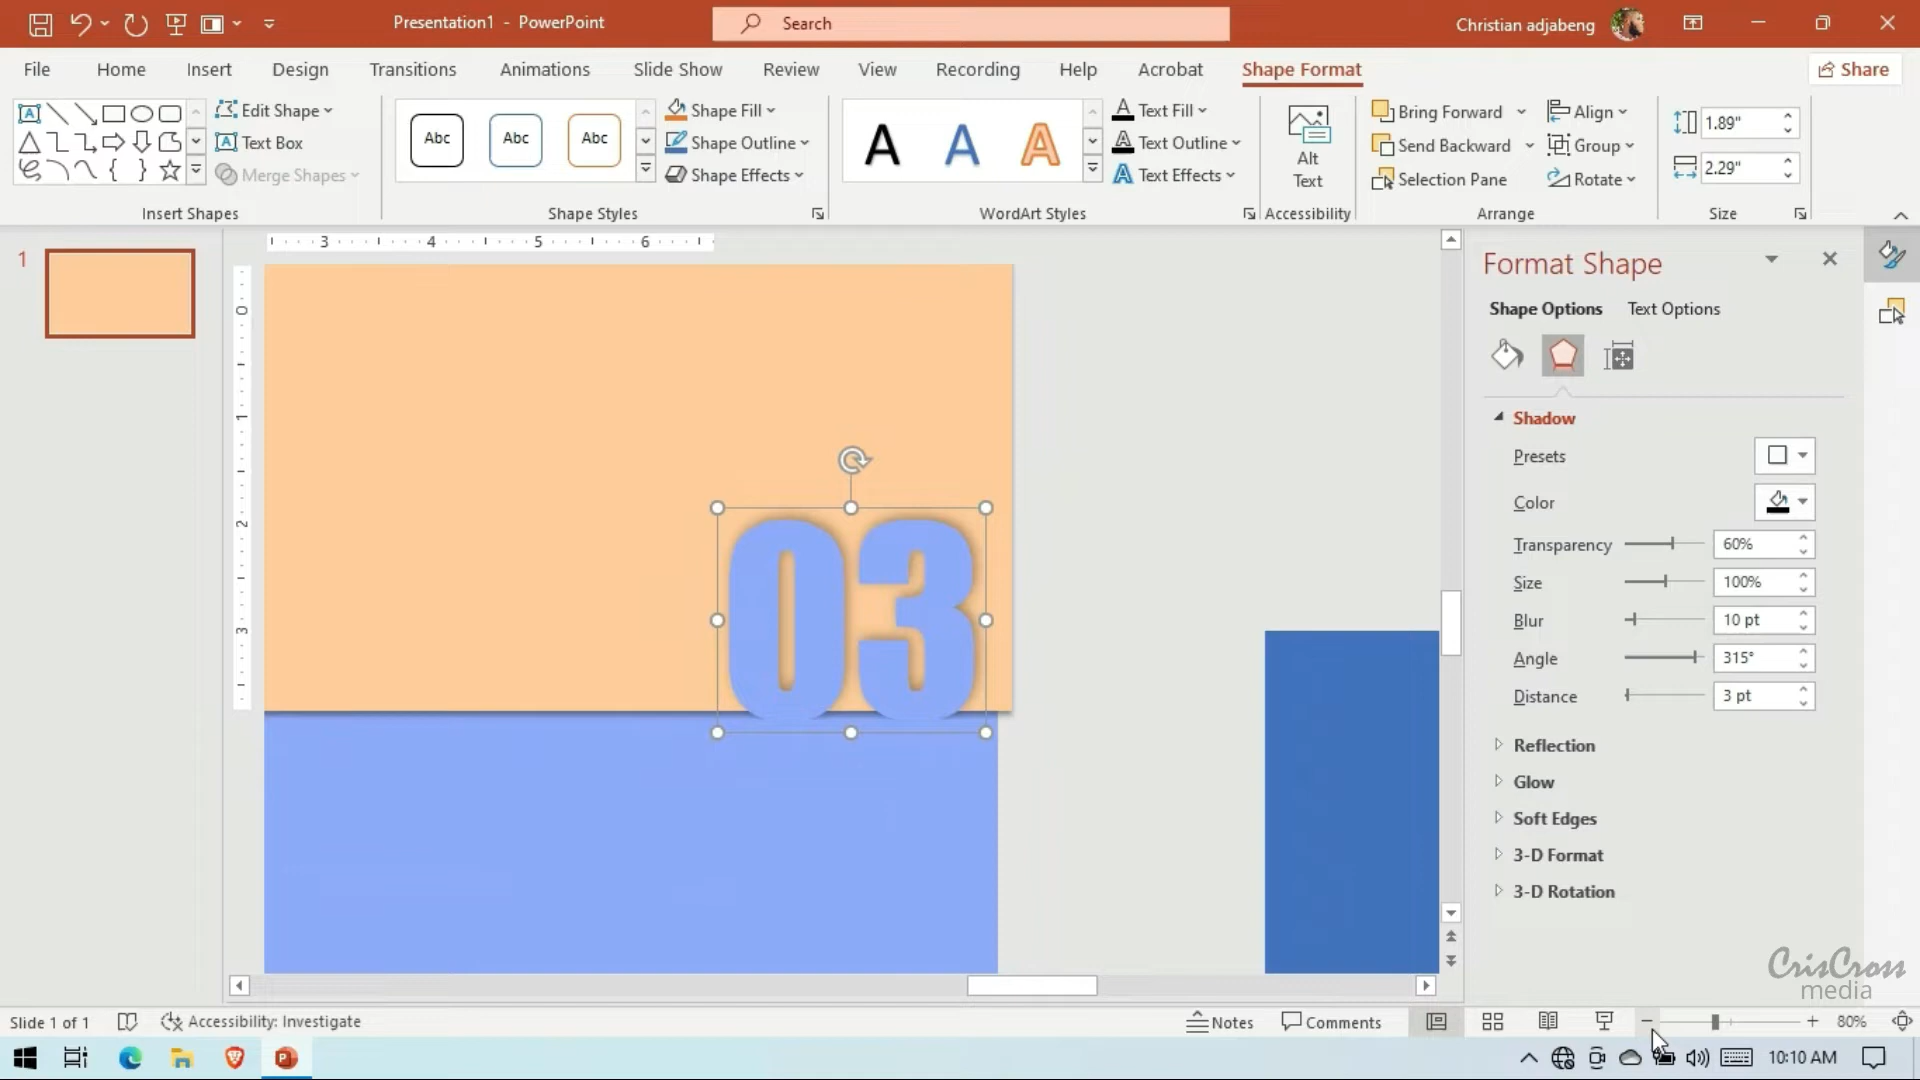 Presentation1 - PowerPoint
Search
Christian adjabeng
File Home Insert Design Transitions Animations Slide Show Review View Recording Help Acrobat Shape Format
Share
Edit Shape
Text Box
Merge Shapes
Insert Shapes
Abc Abc Abc
Shape Fill
Shape Outline
Shape Effects
Shape Styles
A A A
Text Fill
Text Outline
Text Effects
WordArt Styles
Alt
Text
Accessibility
Bring Forward
Send Backward
Selection Pane
Align
Group
Rotate
Arrange
1.89"
2.29"
Size
1
3 4 5 6
0
1
2
3
03
Format Shape
Shape Options Text Options
Shadow
Presets
Color
Transparency 60%
Size 100%
Blur 10 pt
Angle 315°
Distance 3 pt
Reflection
Glow
Soft Edges
3-D Format
3-D Rotation
CrisCross
media
Slide 1 of 1
Accessibility: Investigate
Notes
Comments
80%
10:10 AM